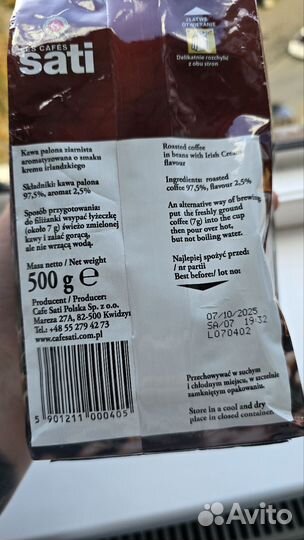 LES CAFÉS
sati
ŁATWE
OTWIERANIE
Delikatnie rozchylić
z obu stron
Kawa palona ziarnista
aromatyzowana o smaku
kremu irlandzkiego
Składniki: kawa palona
97,5%, aromat 2,5%
Sposób przygotowania:
do filiżanki wsypać łyżeczkę
(około 7 g) świeżo zmielonej
kawy i zalać gorącą,
ale nie wrzącą wodą.
Masa netto / Net weight
500 g e
Producent / Producer:
Cafe Sati Polska Sp. z o.o.
Mareza 27A, 82-500 Kwidzyn
Tel.: +48 55 279 42 73
www.cafesati.com.pl
5 901211 000405
Roasted coffee
in beans with Irish Cream
flavour
Ingredients: roasted
coffee 97,5%, flavour 2,5%
An alternative way of brewing:
put the freshly ground
coffee (7g) into the cup
then pour over hot,
but not boiling water.
Najlepiej spożyć przed:
/ nr partii
Best before/ lot no:
07/10/2025
SA/07 19:32
L070402
Przechowywać w suchym
i chłodnym miejscu, w szczelnie
zamkniętym opakowaniu.
Store in a cool and dry
place in closed container.
Avito